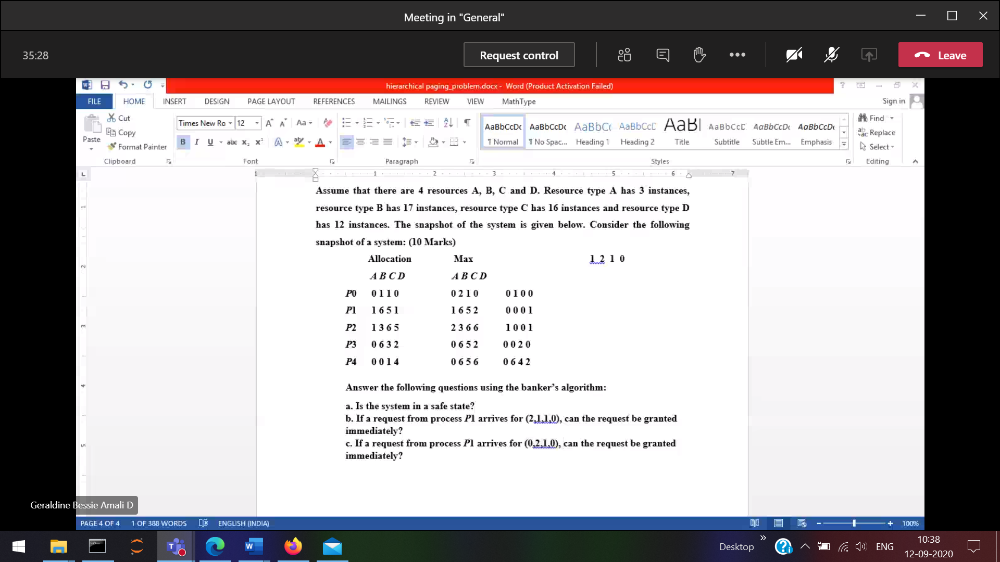 Meeting in "General"
35:28
Request control
Leave
hierarchical paging_problem.docx - Word (Product Activation Failed)
FILE HOME INSERT DESIGN PAGE LAYOUT REFERENCES MAILINGS REVIEW VIEW MathType Sign in
Paste
Cut
Copy
Format Painter
Times New Ro 12
AaBbCcDc AaBbCcDc AaBbC AaBbCcD AaB AaBbCcD AaBbCcDc AaBbCcDc
¶ Normal ¶ No Spac... Heading 1 Heading 2 Title Subtitle Subtle Em... Emphasis
Find
Replace
Select
Clipboard Font Paragraph Styles Editing
1 1 2 3 4 5 6 7
Assume that there are 4 resources A, B, C and D. Resource type A has 3 instances,
resource type B has 17 instances, resource type C has 16 instances and resource type D
has 12 instances. The snapshot of the system is given below. Consider the following
snapshot of a system: (10 Marks)
Allocation Max 1 2 1 0
A B C D A B C D
P0 0 1 1 0 0 2 1 0 0 1 0 0
P1 1 6 5 1 1 6 5 2 0 0 0 1
P2 1 3 6 5 2 3 6 6 1 0 0 1
P3 0 6 3 2 0 6 5 2 0 0 2 0
P4 0 0 1 4 0 6 5 6 0 6 4 2
Answer the following questions using the banker’s algorithm:
a. Is the system in a safe state?
b. If a request from process P1 arrives for (2,1,1,0), can the request be granted
immediately?
c. If a request from process P1 arrives for (0,2,1,0), can the request be granted
immediately?
Geraldine Bessie Amali D
PAGE 4 OF 4 1 OF 388 WORDS ENGLISH (INDIA) 100%
Desktop ENG 10:38
12-09-2020